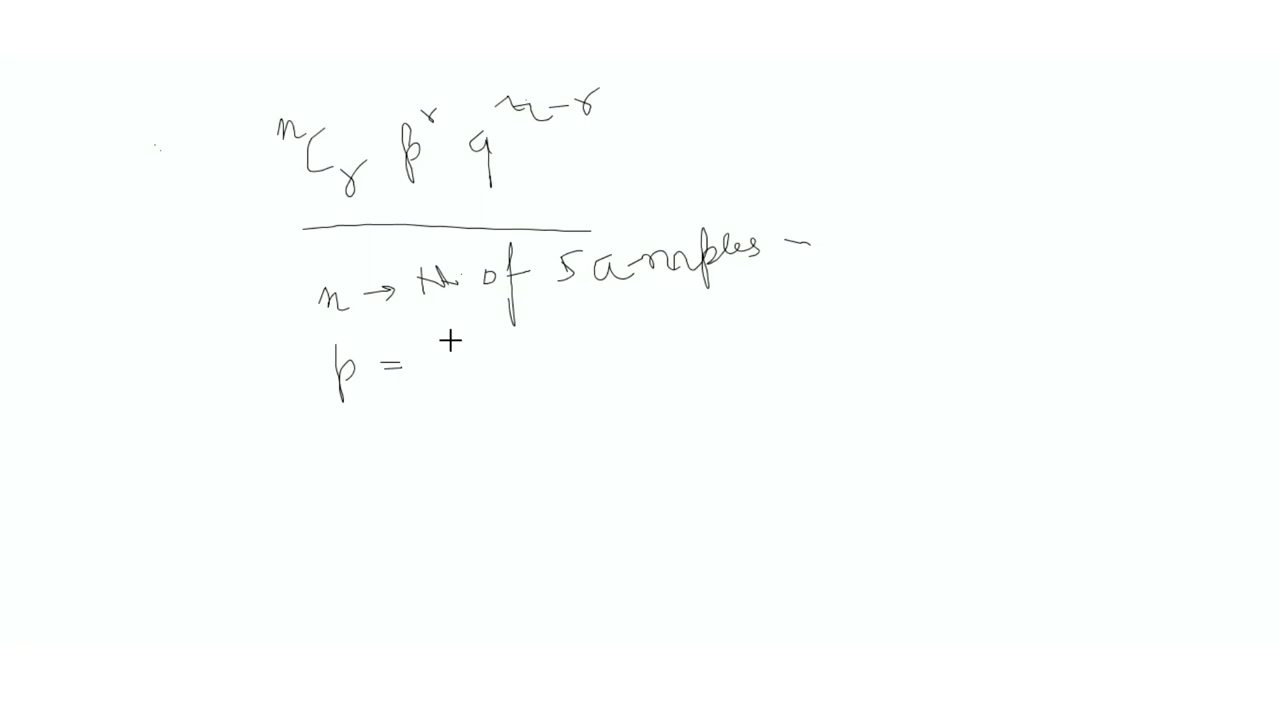 ⁿCᵣ pʳ qⁿ⁻ʳ
n → No of samples -
p =